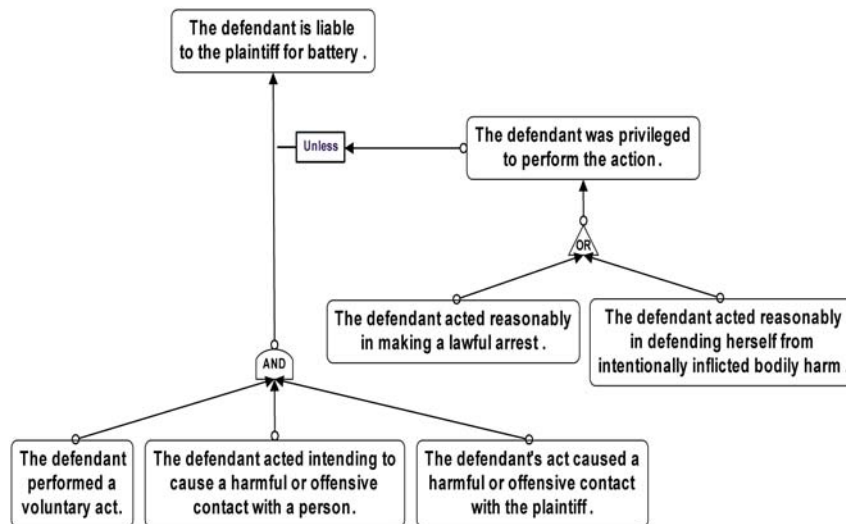 The defendant is liable
to the plaintiff for battery .
Unless
The defendant was privileged
to perform the action .
OR
The defendant acted reasonably
in making a lawful arrest .
The defendant acted reasonably
in defending herself from
intentionally inflicted bodily harm .
AND
The defendant
performed a
voluntary act.
The defendant acted intending to
cause a harmful or offensive
contact with a person.
The defendant's act caused a
harmful or offensive contact
with the plaintiff .